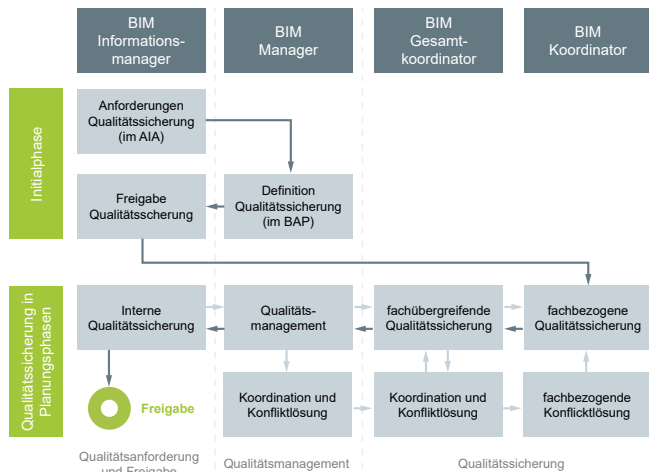 BIM
Informations-
manager
BIM
Manager
BIM
Gesamt-
koordinator
BIM
Koordinator
Initialphase
Anforderungen
Qualitätssicherung
(im AIA)
Freigabe
Qualitätsscherung
Definition
Qualitätssicherung
(im BAP)
Qualitätssicherung in
Planungsphasen
Interne
Qualitätssicherung
Qualitäts-
management
fachübergreifende
Qualitätssicherung
fachbezogene
Qualitätssicherung
Freigabe
Koordination und
Konfliktlösung
Koordination und
Konfliktlösung
fachbezogende
Konflicktlösung
Qualitätsanforderung
und Freigabe
Qualitätsmanagement
Qualitätssicherung